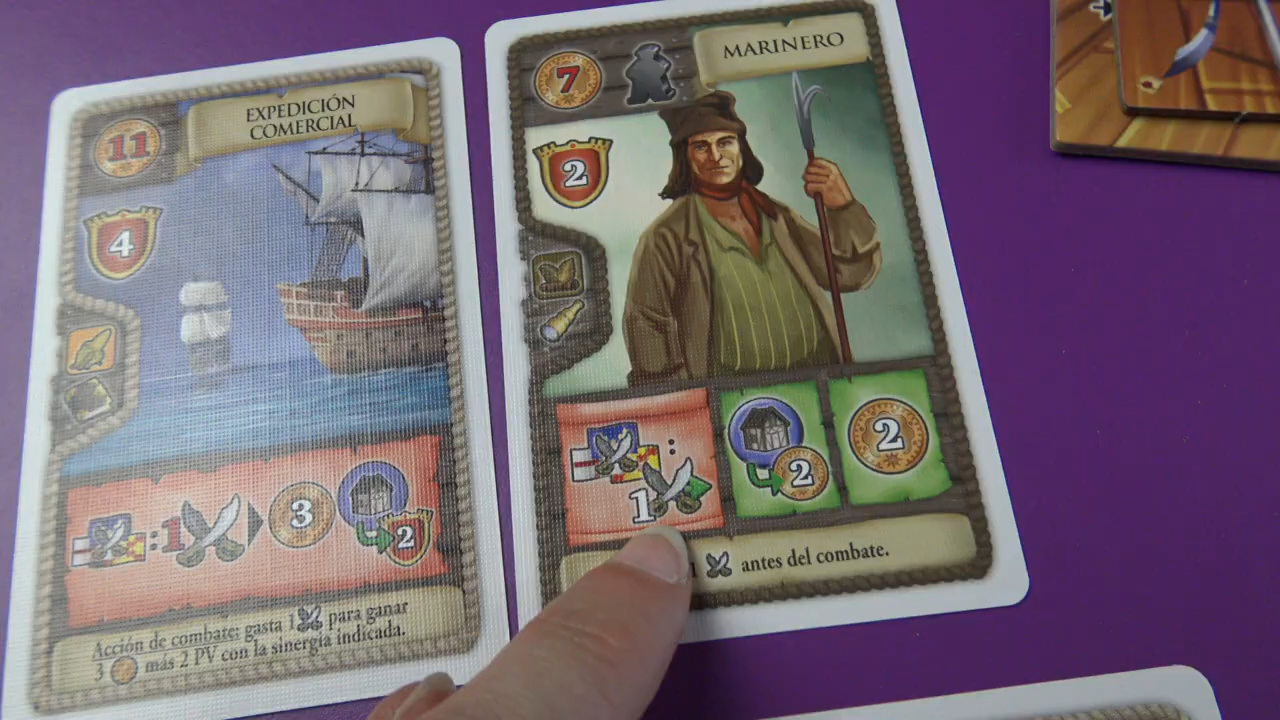 11
EXPEDICIÓN
COMERCIAL
4
:1
3
2
Acción de combate: gasta 1 para ganar
3 más 2 PV con la sinergia indicada.
7
MARINERO
2
:
1
2
2
1 antes del combate.